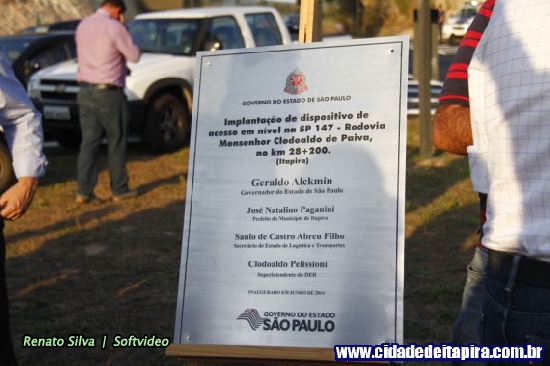 GOVERNO DO ESTADO DE SÃO PAULO
Implantação de dispositivo de
acesso em nível na SP 147 - Rodovia
Monsenhor Clodoaldo de Paiva,
no km 28+200.
(Itapira)
Geraldo Alckmin
Governador do Estado de São Paulo
José Natalino Paganini
Prefeito do Município de Itapira
Saulo de Castro Abreu Filho
Secretário de Estado de Logística e Transportes
Clodoaldo Pelissioni
Superintendente do DER
INAUGURADO EM JUNHO DE 2014
GOVERNO DO ESTADO
SÃO PAULO
Renato Silva | Softvideo
www.cidadedeitapira.com.br